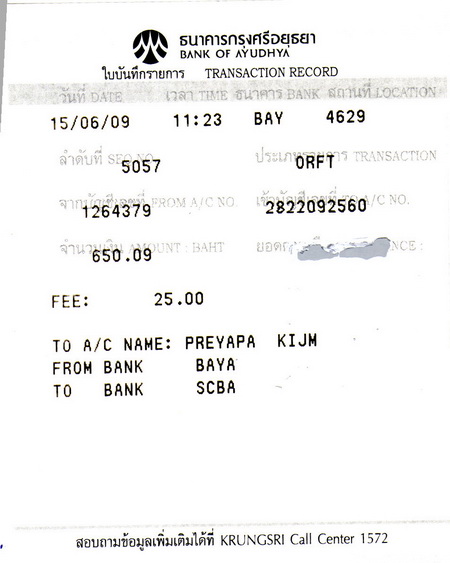 ธนาคารกรุงศรีอยุธยา
BANK OF AYUDHYA
ใบบันทึกรายการ TRANSACTION RECORD
วันที่ DATE เวลา TIME ธนาคาร BANK สถานที่ LOCATION
15/06/09 11:23 BAY 4629
ลำดับที่ SEQ NO. ประเภทรายการ TRANSACTION
5057 ORFT
จากบัญชีเลขที่ FROM A/C NO. เข้าบัญชีเลขที่ TO A/C NO.
1264379 2822092560
จำนวนเงิน AMOUNT : BAHT
650.09
FEE: 25.00
TO A/C NAME: PREYAPA KIJM
FROM BANK BAYA
TO BANK SCBA
สอบถามข้อมูลเพิ่มเติมได้ที่ KRUNGSRI Call Center 1572